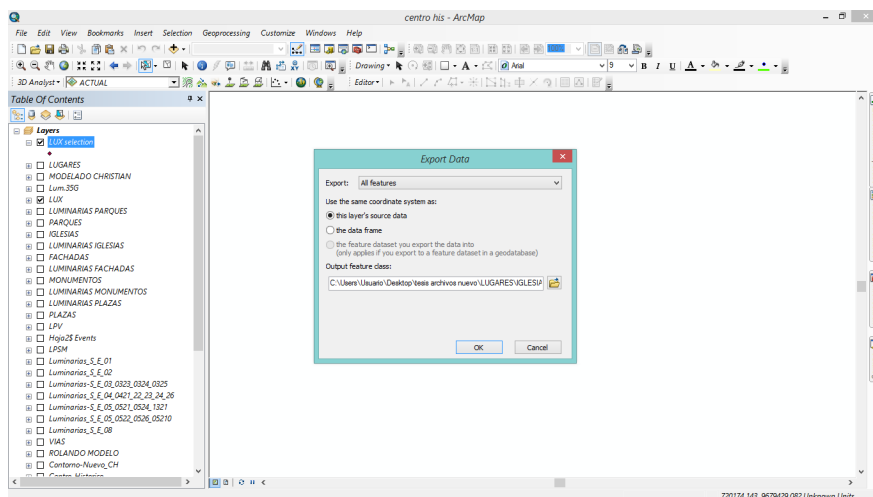 centro his - ArcMap
File Edit View Bookmarks Insert Selection Geoprocessing Customize Windows Help
Drawing A Arial 9 B I U A
3D Analyst ACTUAL Editor
Table Of Contents
Layers
LUX selection
LUGARES
MODELADO CHRISTIAN
Lum.35G
LUX
LUMINARIAS PARQUES
PARQUES
IGLESIAS
LUMINARIAS IGLESIAS
FACHADAS
LUMINARIAS FACHADAS
MONUMENTOS
LUMINARIAS MONUMENTOS
LUMINARIAS PLAZAS
PLAZAS
LPV
Hoja2$ Events
LPSM
Luminarias_S_E_01
Luminarias_S_E_02
Luminarias-S_E_03_0323_0324_0325
Luminarias_S_E_04_0421_22_23_24_26
Luminarias-S_E_05_0521_0524_1321
Luminarias_S_E_05_0522_0526_05210
Luminarias_S_E_08
VIAS
ROLANDO MODELO
Contorno-Nuevo_CH
Export Data
Export: All features
Use the same coordinate system as:
this layer's source data
the data frame
the feature dataset you export the data into
(only applies if you export to a feature dataset in a geodatabase)
Output feature class:
C:\Users\Usuario\Desktop\tesis archivos nuevo\LUGARES\IGLESIA
OK Cancel
720174,143 9679429,082 Unknown Units